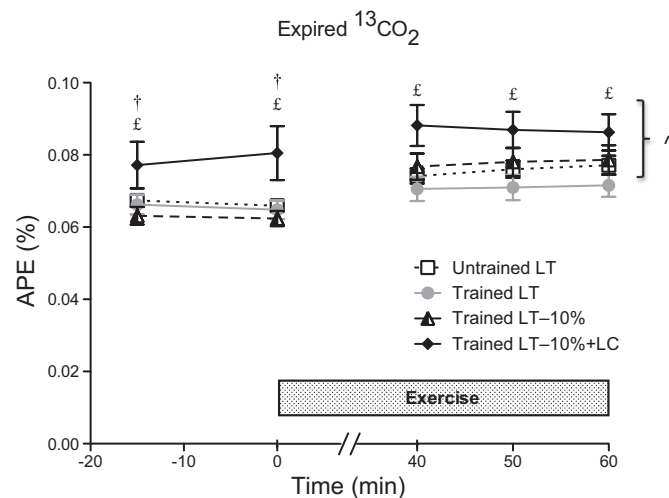 Expired ¹³CO₂
APE (%)
0.10
0.08
0.06
0.04
0.02
0.00
† † £ £ £
£ £
Untrained LT
Trained LT
Trained LT–10%
Trained LT–10%+LC
Exercise
-20 -10 0 40 50 60
Time (min)